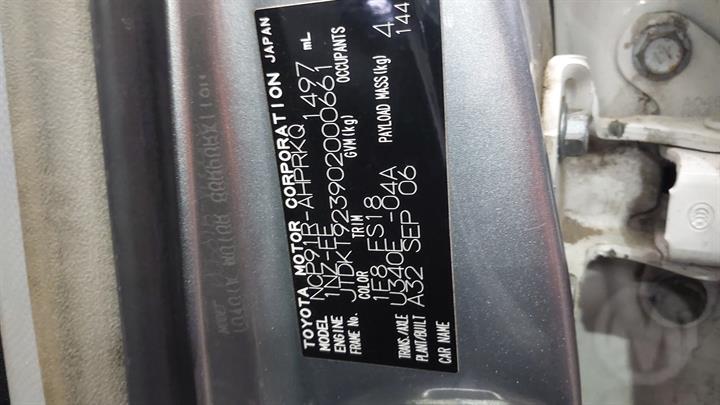 TOYOTA MOTOR CORPORATION JAPAN
MODEL NCP91R-AHPRKQ
ENGINE 1NZ-FE 1497 mL
FRAME No. JTDKT923902000661
COLOR TRIM GVM(kg) OCCUPANTS
1E8 FS18
TRANS./AXLE U340E -04A PAYLOAD MASS(kg) 4
PLANT/BUILT A32 SEP 06 144
CAR NAME